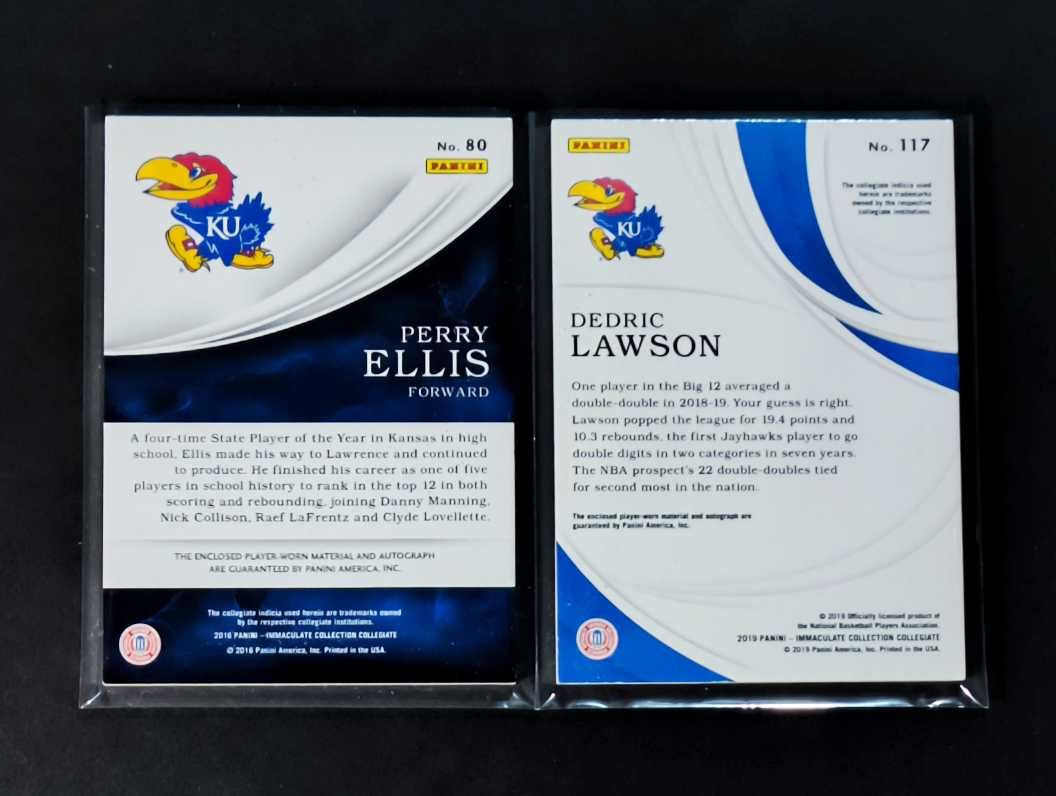 No. 80
PANINI
KU
PERRY
ELLIS
FORWARD
A four-time State Player of the Year in Kansas in high
school, Ellis made his way to Lawrence and continued
to produce. He finished his career as one of five
players in school history to rank in the top 12 in both
scoring and rebounding, joining Danny Manning,
Nick Collison, Raef LaFrentz and Clyde Lovellette.
THE ENCLOSED PLAYER-WORN MATERIAL AND AUTOGRAPH
ARE GUARANTEED BY PANINI AMERICA, INC.
The collegiate indicia used herein are trademarks owned
by the respective collegiate institutions.
2016 PANINI – IMMACULATE COLLECTION COLLEGIATE
© 2016 Panini America, Inc. Printed in the USA.
PANINI
No. 117
The collegiate indicia used
herein are trademarks
owned by the respective
collegiate institutions.
KU
DEDRIC
LAWSON
One player in the Big 12 averaged a
double-double in 2018-19. Your guess is right.
Lawson popped the league for 19.4 points and
10.3 rebounds, the first Jayhawks player to go
double digits in two categories in seven years.
The NBA prospect's 22 double-doubles tied
for second most in the nation.
The enclosed player-worn material and autograph are
guaranteed by Panini America, Inc.
© 2019 Officially licensed product of
the National Basketball Players Association.
2019 PANINI – IMMACULATE COLLECTION COLLEGIATE
© 2019 Panini America, Inc. Printed in the USA.